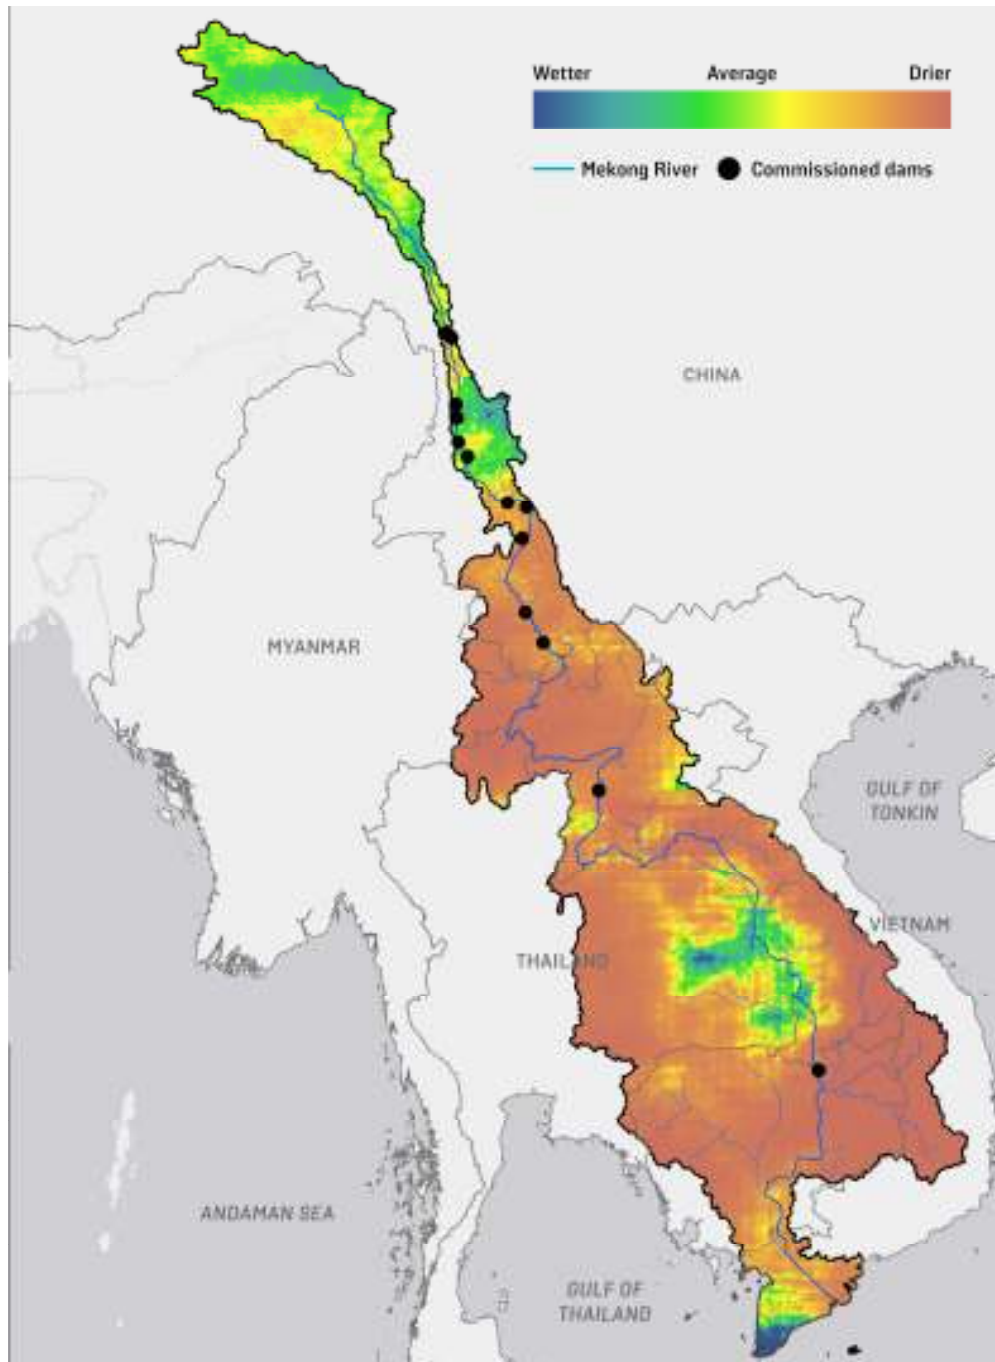 Wetter Average Drier
Mekong River Commissioned dams
CHINA
MYANMAR
GULF OF
TONKIN
VIETNAM
THAILAND
ANDAMAN SEA
GULF OF
THAILAND